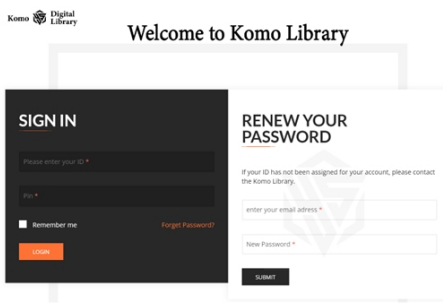 Komo Digital
Library
Welcome to Komo Library
SIGN IN
Please enter your ID *
Pin *
Remember me
Forget Password?
LOGIN
RENEW YOUR
PASSWORD
If your ID has not been assigned for your account, please contact
the Komo Library.
enter your email adress *
New Password *
SUBMIT